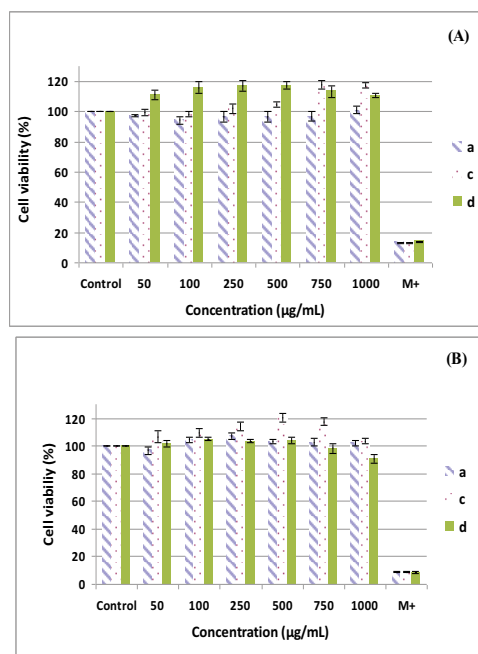 (A)
Cell viability (%)
120
100
80
60
40
20
0
Control 50 100 250 500 750 1000 M+
Concentration (µg/mL)
a
c
d
(B)
Cell viabiliy (%)
120
100
80
60
40
20
0
Control 50 100 250 500 750 1000 M+
Concentration (µg/mL)
a
c
d